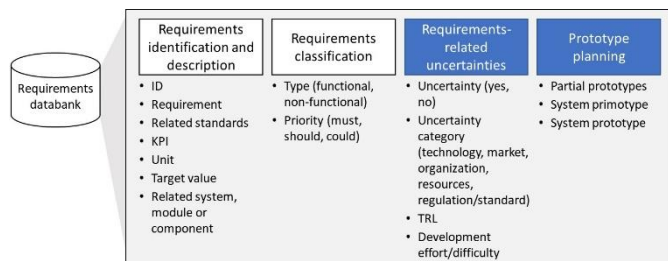 Requirements
databank
Requirements
identification and
description
• ID
• Requirement
• Related standards
• KPI
• Unit
• Target value
• Related system,
module or
component
Requirements
classification
• Type (functional,
non-functional)
• Priority (must,
should, could)
Requirements-
related
uncertainties
• Uncertainty (yes,
no)
• Uncertainty
category
(technology, market,
organization,
resources,
regulation/standard)
• TRL
• Development
effort/difficulty
Prototype
planning
• Partial prototypes
• System primotype
• System prototype